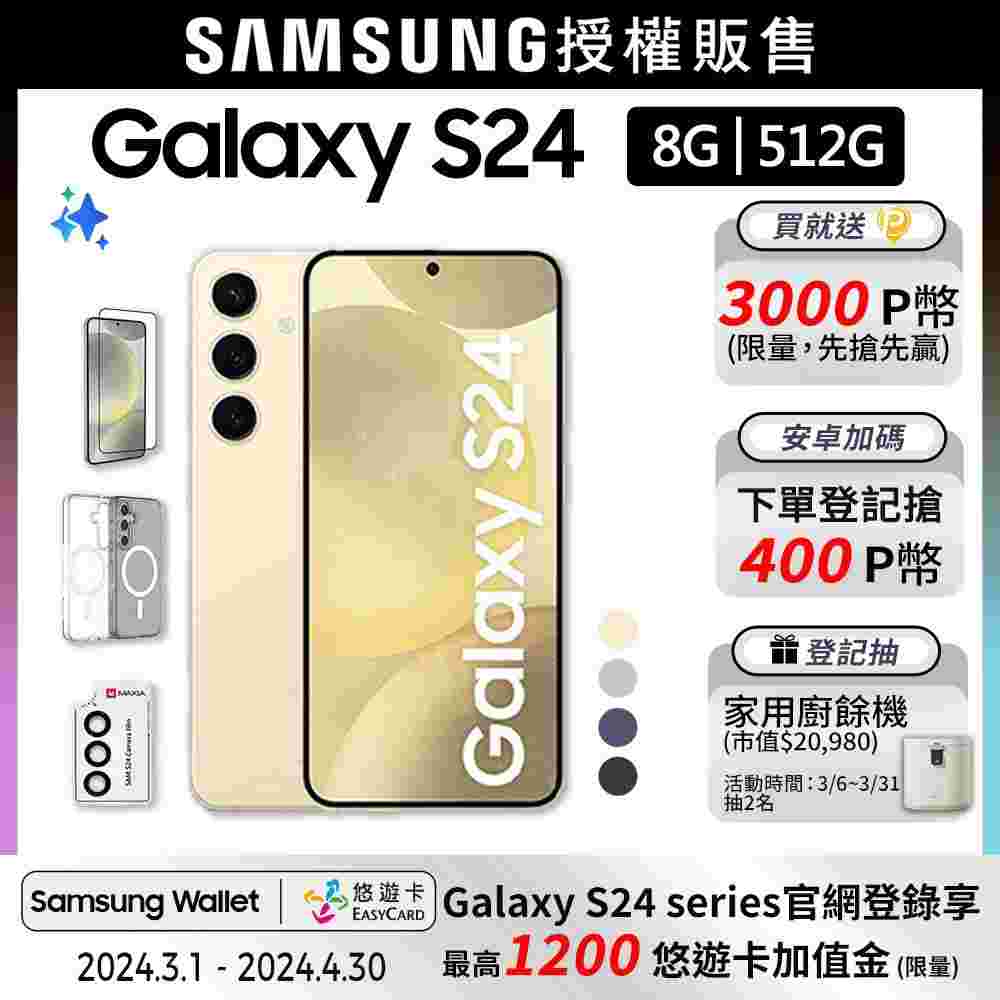 SAMSUNG授權販售
Galaxy S24 8G|512G
買就送 P
3000 P幣
(限量,先搶先贏)
安卓加碼
下單登記搶
400 P幣
登記抽
家用廚餘機
(市值$20,980)
活動時間:3/6~3/31
抽2名
Galaxy S24
MAXIA
SAM S24 Camera Film
Samsung Wallet
悠遊卡
EASYCARD
2024.3.1 - 2024.4.30
Galaxy S24 series官網登錄享
最高1200 悠遊卡加值金 (限量)